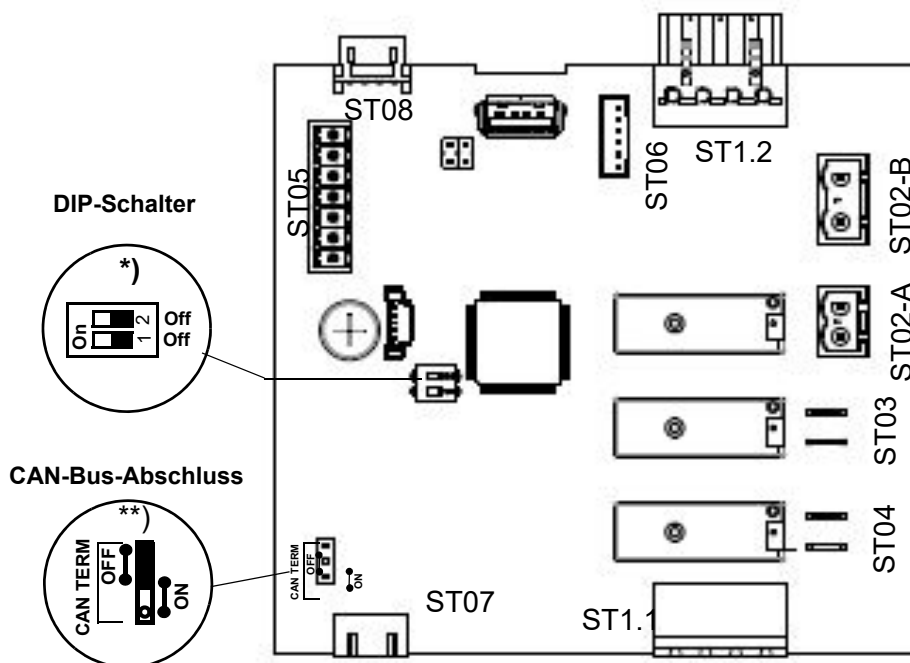 ST08
ST05
ST06
ST1.2
ST02-B
DIP-Schalter
*)
On
2 Off
1 Off
ST02-A
ST03
CAN-Bus-Abschluss
**)
CAN TERM
OFF
ON
CAN TERM
OFF
ON
ST04
ST07
ST1.1